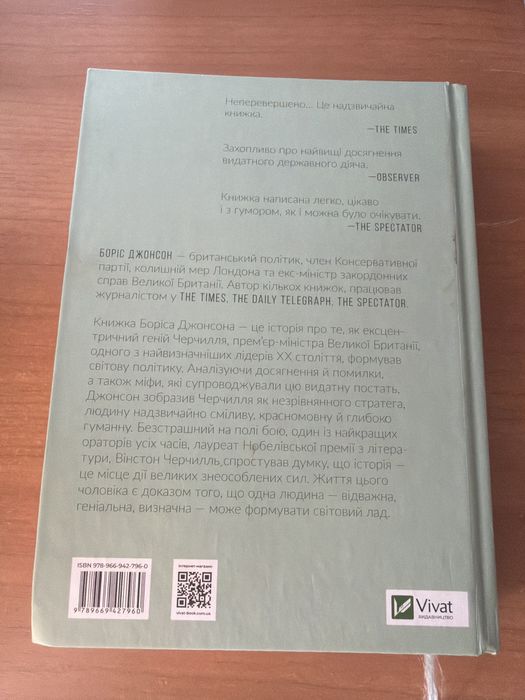 Неперевершено... Це надзвичайна
книжка.
—THE TIMES
Захопливо про найвищі досягнення
видатного державного діяча.
—OBSERVER
Книжка написана легко, цікаво
і з гумором, як і можна було очікувати.
—THE SPECTATOR
БОРІС ДЖОНСОН — британський політик, член Консервативної
партії, колишній мер Лондона та екс-міністр закордонних
справ Великої Британії. Автор кількох книжок, працював
журналістом у THE TIMES, THE DAILY TELEGRAPH, THE SPECTATOR.
Книжка Боріса Джонсона — це історія про те, як ексцен-
тричний геній Черчилля, прем'єр-міністра Великої Британії,
одного з найвизначніших лідерів XX століття, формував
світову політику. Аналізуючи досягнення й помилки,
а також міфи, які супроводжували цю видатну постать,
Джонсон зобразив Черчилля як незрівнянного стратега,
людину надзвичайно сміливу, красномовну й глибоко
гуманну. Безстрашний на полі бою, один із найкращих
ораторів усіх часів, лауреат Нобелівської премії з літера-
тури, Вінстон Черчилль спростував думку, що історія —
це місце дії великих знеособлених сил. Життя цього
чоловіка є доказом того, що одна людина — відважна,
геніальна, визначна — може формувати світовий лад.
ISBN 978-966-942-796-0
9 789669 427960
інтернет-магазин
vivat-book.com.ua
Vivat
ВИДАВНИЦТВО